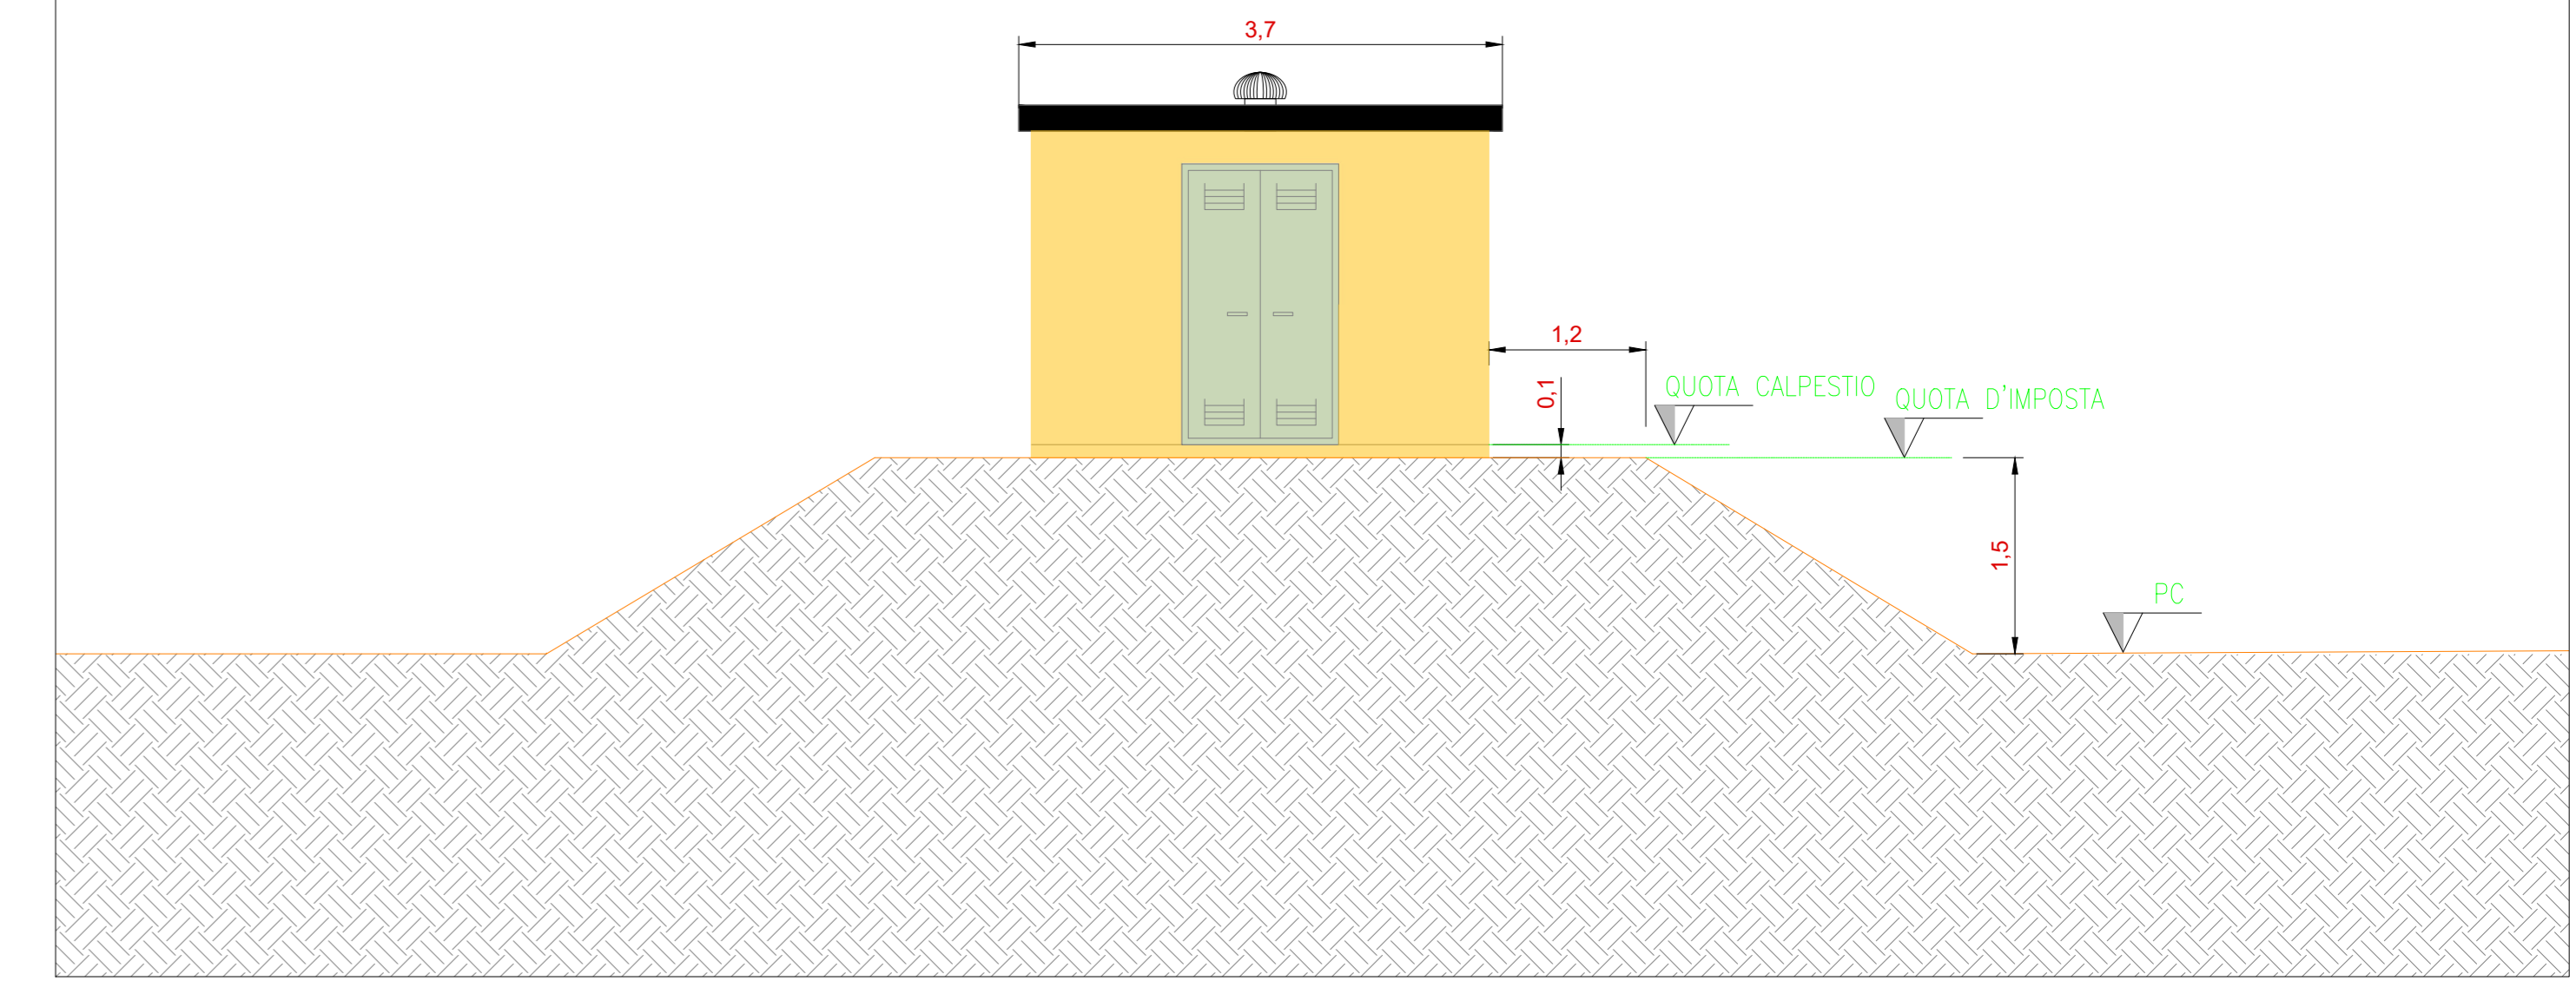 3,7
1,2
0,1
QUOTA CALPESTIO
QUOTA D'IMPOSTA
1,5
PC